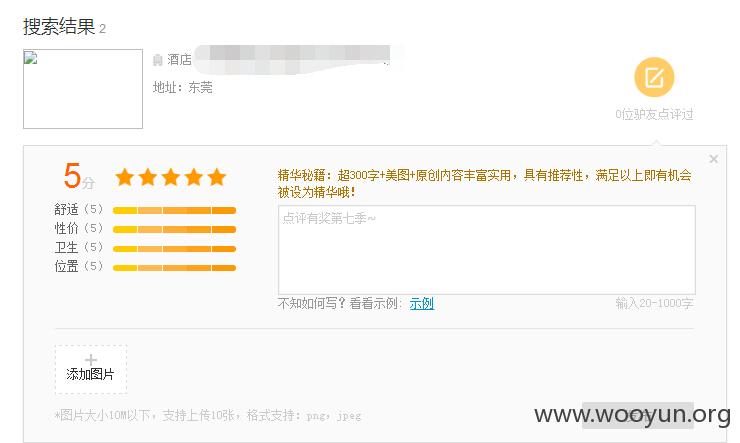 搜索结果 2
酒店
地址：东莞
0位驴友点评过
5分
舒适（5）
性价（5）
卫生（5）
位置（5）
精华秘籍：超300字+美图+原创内容丰富实用，具有推荐性，满足以上即有机会
被设为精华哦！
点评有奖第七季~
不知如何写？看看示例：示例
输入20-1000字
添加图片
*图片大小10M以下，支持上传10张，格式支持：png，jpeg
www.wooyun.org